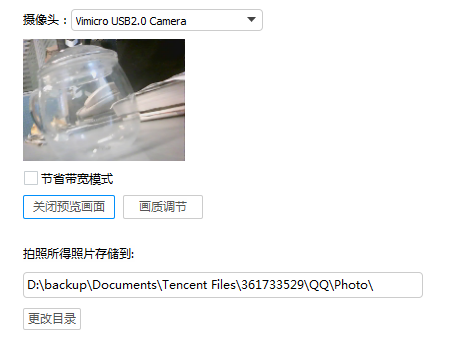 摄像头： Vimicro USB2.0 Camera
节省带宽模式
关闭预览画面 画质调节
拍照所得照片存储到:
D:\backup\Documents\Tencent Files\361733529\QQ\Photo\
更改目录